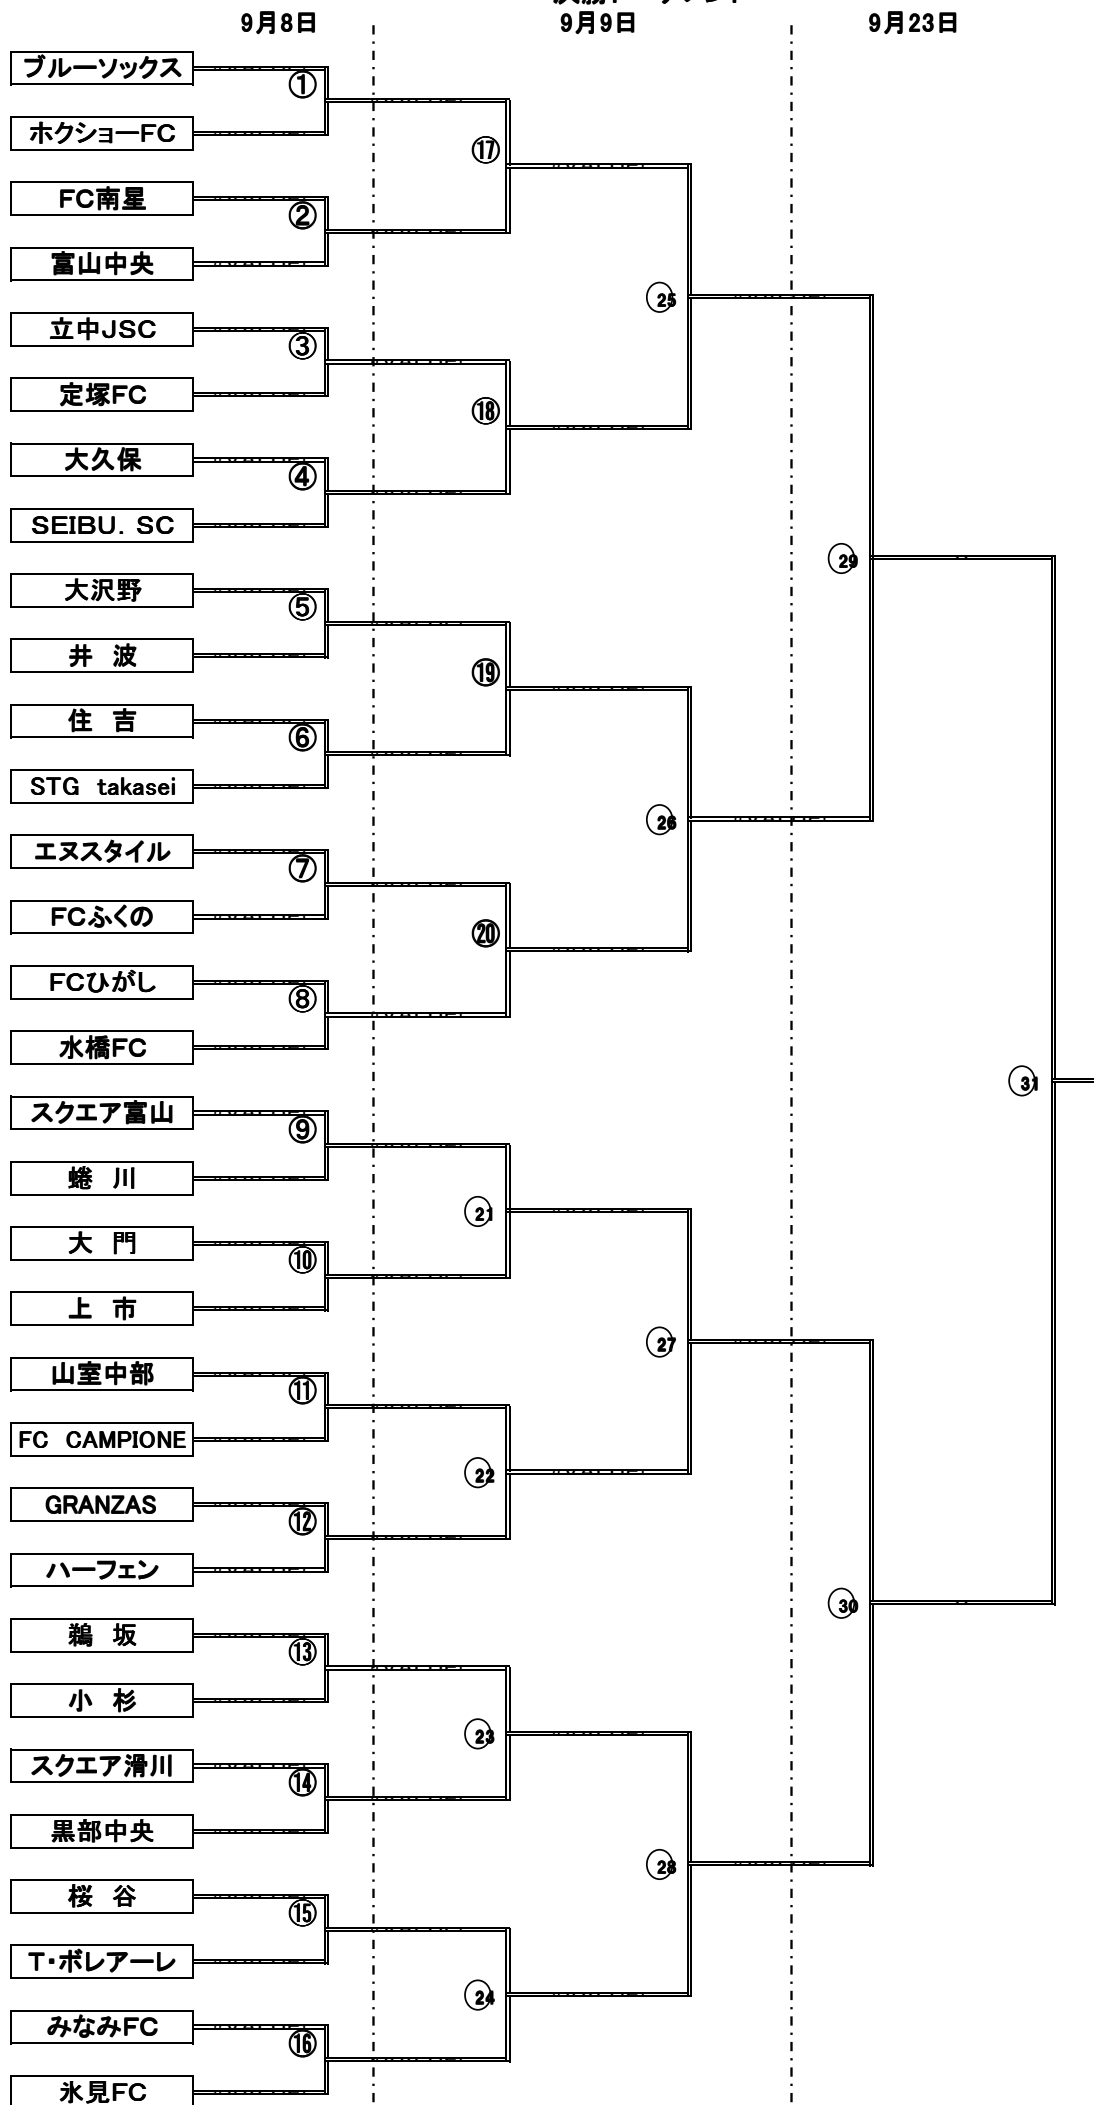 9月8日
9月9日
9月23日
ブルーソックス
①
ホクショーFC
⑰
FC南星
②
富山中央
㉕
立中JSC
③
定塚FC
⑱
大久保
④
SEIBU．SC
㉙
大沢野
⑤
井　波
⑲
住　吉
⑥
STG　takasei
㉖
エヌスタイル
⑦
FCふくの
⑳
FCひがし
⑧
水橋FC
㉛
スクエア富山
⑨
蜷　川
㉑
大　門
⑩
上　市
㉗
山室中部
⑪
FC　CAMPIONE
㉒
GRANZAS
⑫
ハーフェン
㉚
鵜　坂
⑬
小　杉
㉓
スクエア滑川
⑭
黒部中央
㉘
桜　谷
⑮
T・ボレアーレ
㉔
みなみFC
⑯
氷見FC